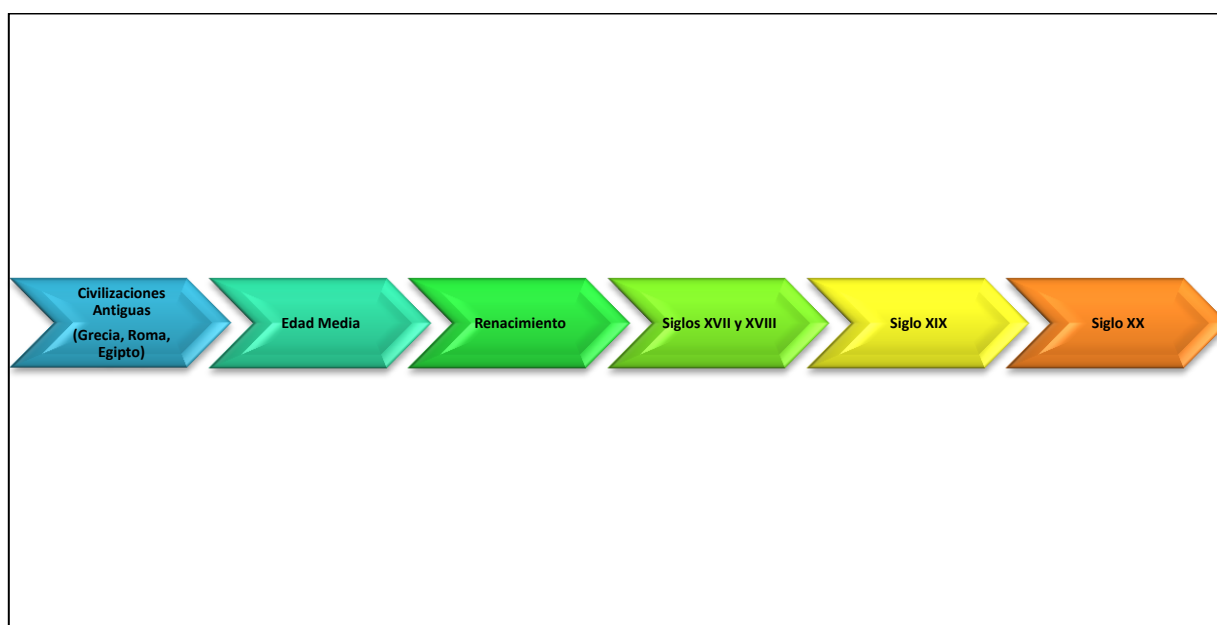 Civilizaciones
Antiguas
(Grecia, Roma,
Egipto)
Edad Media
Renacimiento
Siglos XVII y XVIII
Siglo XIX
Siglo XX